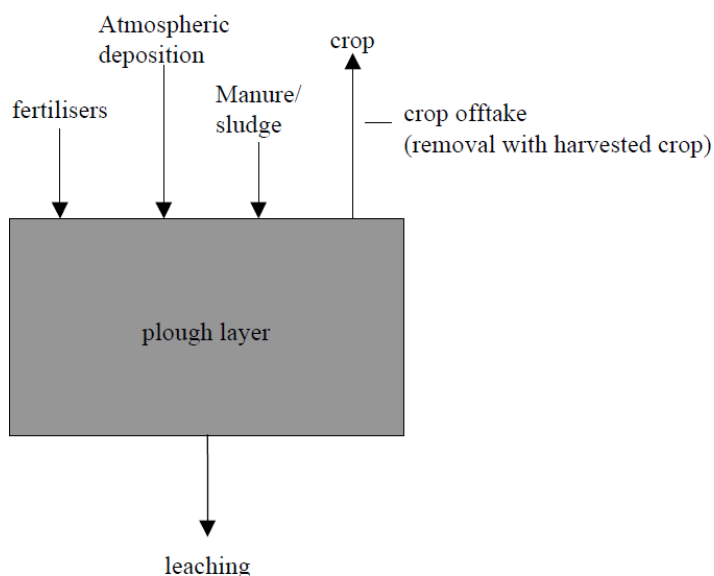 Atmospheric
deposition
crop
fertilisers
Manure/
sludge
crop offtake
(removal with harvested crop)
plough layer
leaching